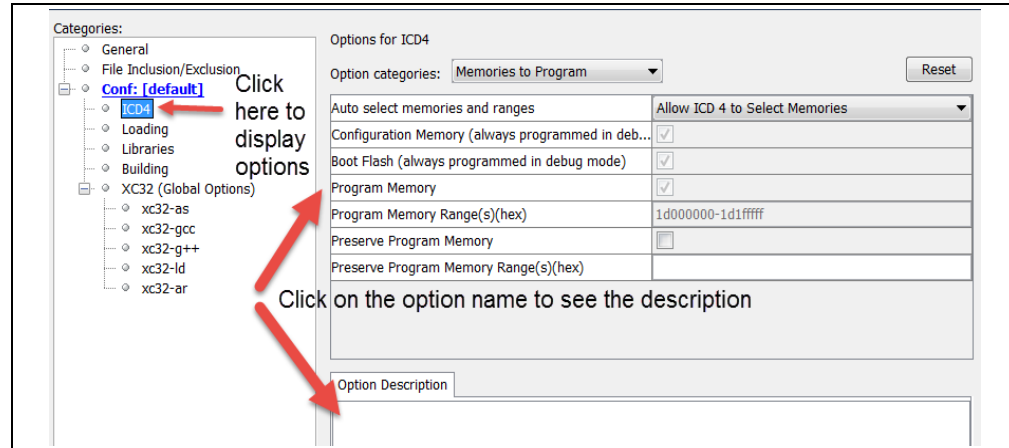 Categories:
General
File Inclusion/Exclusion
Conf: [default]
ICD4
Loading
Libraries
Building
XC32 (Global Options)
xc32-as
xc32-gcc
xc32-g++
xc32-ld
xc32-ar
Click
here to
display
options
Options for ICD4
Option categories: Memories to Program Reset
Auto select memories and ranges Allow ICD 4 to Select Memories
Configuration Memory (always programmed in deb...
Boot Flash (always programmed in debug mode)
Program Memory
Program Memory Range(s)(hex) 1d000000-1d1fffff
Preserve Program Memory
Preserve Program Memory Range(s)(hex)
Click on the option name to see the description
Option Description